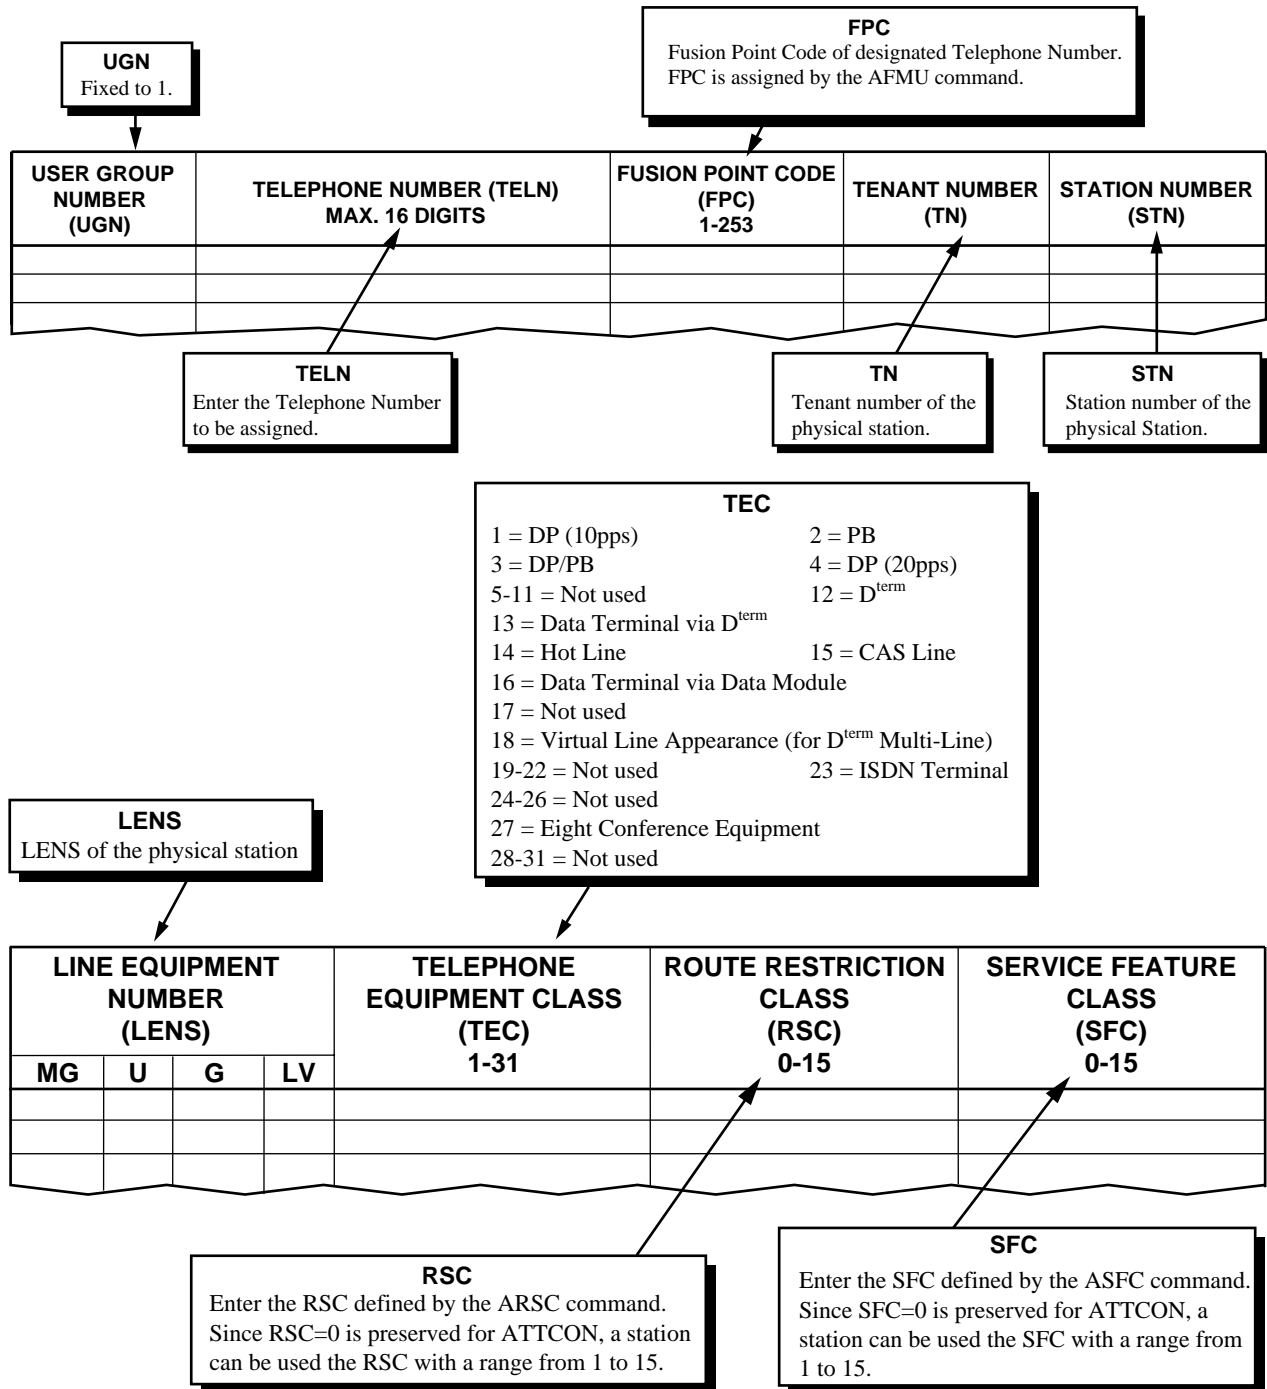 UGN
Fixed to 1.
FPC
Fusion Point Code of designated Telephone Number.
FPC is assigned by the AFMU command.
USER GROUP
NUMBER
(UGN)
TELEPHONE NUMBER (TELN)
MAX. 16 DIGITS
FUSION POINT CODE
(FPC)
1-253
TENANT NUMBER
(TN)
STATION NUMBER
(STN)
TELN
Enter the Telephone Number
to be assigned.
TN
Tenant number of the
physical station.
STN
Station number of the
physical Station.
TEC
1 = DP (10pps) 2 = PB
3 = DP/PB 4 = DP (20pps)
5-11 = Not used 12 = Dterm
13 = Data Terminal via Dterm
14 = Hot Line 15 = CAS Line
16 = Data Terminal via Data Module
17 = Not used
18 = Virtual Line Appearance (for Dterm Multi-Line)
19-22 = Not used 23 = ISDN Terminal
24-26 = Not used
27 = Eight Conference Equipment
28-31 = Not used
LENS
LENS of the physical station
LINE EQUIPMENT
NUMBER
(LENS)
MG U G LV
TELEPHONE
EQUIPMENT CLASS
(TEC)
1-31
ROUTE RESTRICTION
CLASS
(RSC)
0-15
SERVICE FEATURE
CLASS
(SFC)
0-15
RSC
Enter the RSC defined by the ARSC command.
Since RSC=0 is preserved for ATTCON, a station
can be used the RSC with a range from 1 to 15.
SFC
Enter the SFC defined by the ASFC command.
Since SFC=0 is preserved for ATTCON, a
station can be used the SFC with a range from
1 to 15.